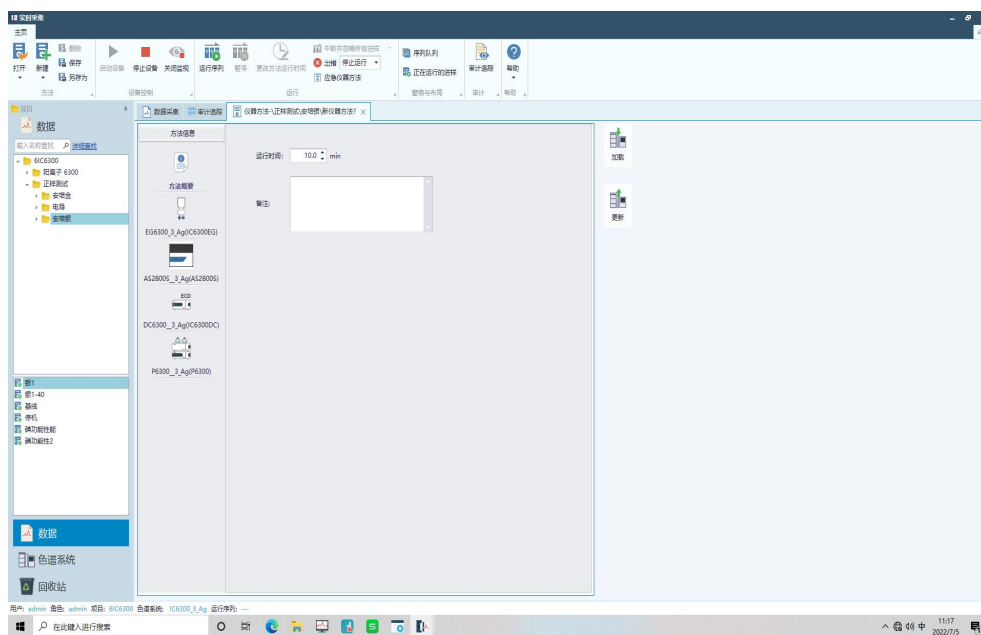 实时采集
主页
打开
新建
删除
保存
另存为
方法
启动设备
停止设备
关闭监视
设备控制
运行序列
暂停
更改方法运行时间
中断并忽略所有进样
出错 停止运行
应急仪器方法
运行
序列队列
正在运行的进样
窗格与布局
审计追踪
审计
帮助
帮助
项目
数据
输入名称查找 详细查找
6IC6300
阳离子 6300
正样测试
安培金
电导
安培银
银1
银1-40
基线
停机
碘功能性能
碘功能性2
数据
色谱系统
回收站
数据采集
审计追踪
仪器方法-\正样测试\安培银\新仪器方法? ×
方法信息
方法概要
EG6300_3_Ag(IC6300EG)
AS2800S__3_Ag(AS2800S)
ECD
DC6300__3_Ag(IC6300DC)
P6300__3_Ag(P6300)
运行时间: 10.0 min
备注:
加载
更新
用户: admin 角色: admin 项目: 6IC6300 色谱系统: IC6300_3_Ag 运行序列: ---
在此键入进行搜索
中
11:17
2022/7/5